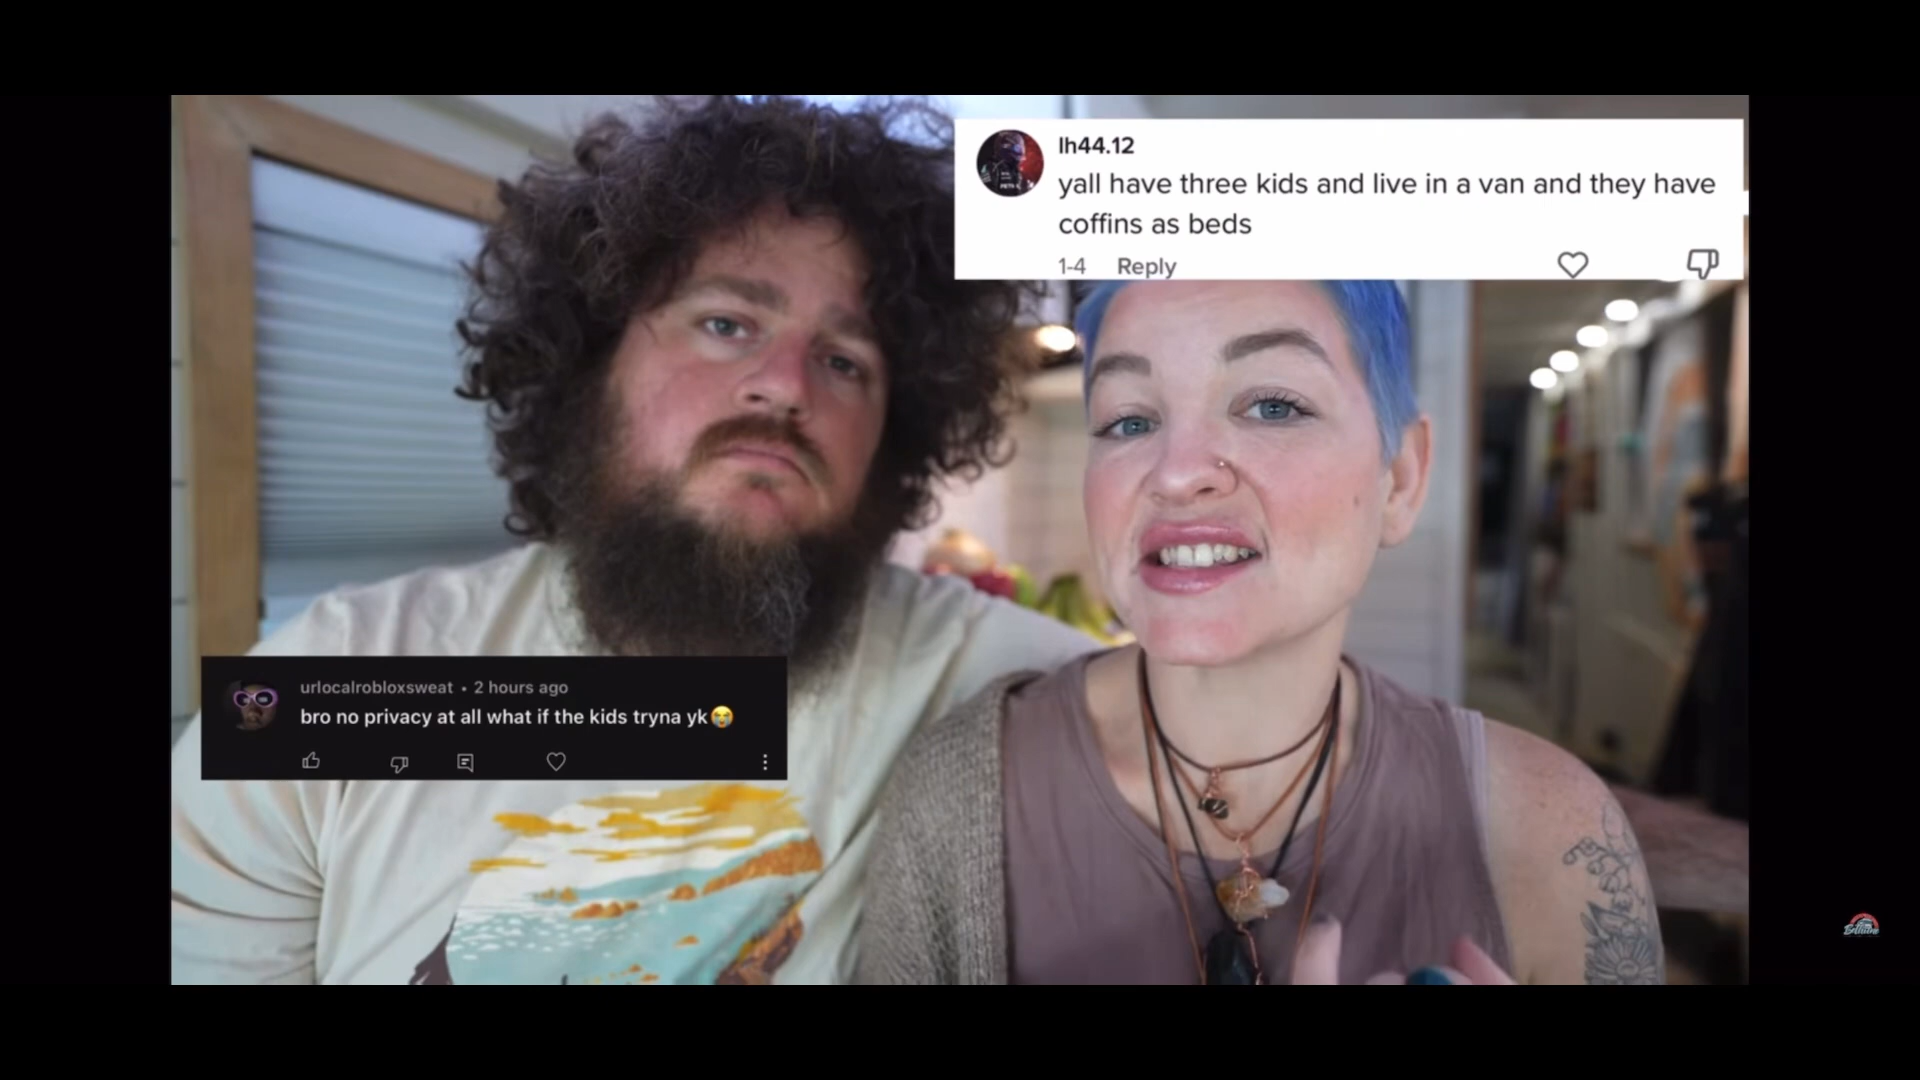 lh44.12
yall have three kids and live in a van and they have
coffins as beds
1-4 Reply
urlocalrobloxsweat • 2 hours ago
bro no privacy at all what if the kids tryna yk😭